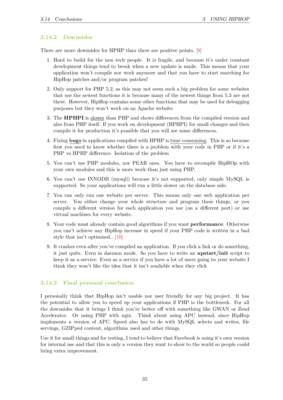 3.14 Conclusions
3 USING HIPHOP
3.14.2 Downsides
There are more downsides for HPHP than there are positive points. [9]
1. Hard to build for the non tech people. It is fragile, and because it's under constant
development things tend to break when a new update is made. This means that your
application won't compile nor work anymore and that you have to start searching for
HipHop patches and/or program patches!
2. Only support for PHP 5.2, as this may not seem such a big problem for some websites
that use the newest functions it is because many of the newest things from 5.3 are not
there. However, HipHop contains some other functions that may be used for debugging
purposes but they won't work on an Apache website.
3. The HPHPI is slower than PHP and shows differences from the compiled version and
also from PHP itself. If you work on development (HPHPI) for small changes and then
compile it for production it's possible that you will see some differences.
4. Fixing bugs in applications compiled with HPHP is time consuming. This is so because
first you need to know whether there is a problem with your code in PHP or if it's a
PHP vs HPHP difference. Isolation of the problem.
5. You can't use PHP modules, nor PEAR ones. You have to recompile HipHOp with
your own modules and this is more work than just using PHP.
6. You can't use INNODB (mysqli) because it's not supported, only simple MySQL is
supported. So your applications will run a little slower on the database side.
7. You can only run one website per server. This means only one web application per
server. You either change your whole structure and program these things, or you
compile a different version for each application you use (on a different port) or use
virtual machines for every website.
8. Your code must already contain good algorithms if you want performance. Otherwise
you can't achieve any HipHop increase in speed if your PHP code is written in a bad
style that isn't optimised.. [10]
9. It crashes even after you've compiled an application. If you click a link or do something,
it just quits. Even in daemon mode. So you have to write an upstart/init script to
keep it as a service. Even as a service if you have a lot of users going to your website I
think they won't like the idea that it isn't available when they click
3.14.3 Final personal conclusion
I personally think that HipHop isn't usable nor user friendly for any big project. It has
the potential to allow you to speed up your applications if PHP is the bottleneck. For all
the downsides that it brings I think you're better off with something like GWAN or Zend
Accelerator. Or using PHP with ngix. Think about using APC instead, since HipHop
implements a version of APC. Speed also has to do with MySQL selects and writes, file
servings, GZIPped content, algorithms used and other things.
Use it for small things and for testing, I tend to believe that Facebook is using it's own version
for internal use and that this is only a version they want to show to the world so people could
bring extra improvement.
35